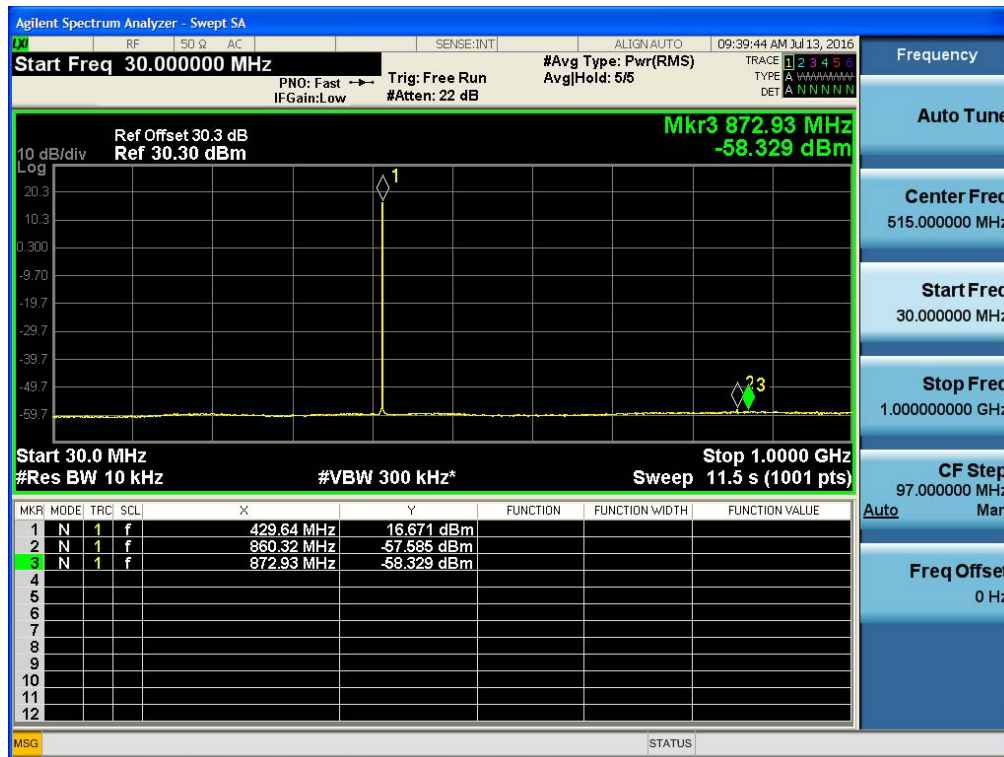 Agilent Spectrum Analyzer - Swept SA
LXI RF 50 Ω AC SENSE:INT ALIGN AUTO 09:39:44 AM Jul 13, 2016
Start Freq 30.000000 MHz
PNO: Fast
IFGain:Low
Trig: Free Run
#Atten: 22 dB
#Avg Type: Pwr(RMS)
Avg|Hold: 5/5
TRACE 1 2 3 4 5 6
TYPE A WWWWW
DET A N N N N N
Ref Offset 30.3 dB
10 dB/div Ref 30.30 dBm
Log
Mkr3 872.93 MHz
-58.329 dBm
1
20.3
10.3
0.300
-9.70
-19.7
-29.7
-39.7
-49.7
-59.7
2 3
Start 30.0 MHz Stop 1.0000 GHz
#Res BW 10 kHz #VBW 300 kHz* Sweep 11.5 s (1001 pts)
MKR MODE TRC SCL X Y FUNCTION FUNCTION WIDTH FUNCTION VALUE
1 N 1 f 429.64 MHz 16.671 dBm
2 N 1 f 860.32 MHz -57.585 dBm
3 N 1 f 872.93 MHz -58.329 dBm
4
5
6
7
8
9
10
11
12
MSG STATUS
Frequency
Auto Tune
Center Freq
515.000000 MHz
Start Freq
30.000000 MHz
Stop Freq
1.000000000 GHz
CF Step
97.000000 MHz
Auto Man
Freq Offset
0 Hz